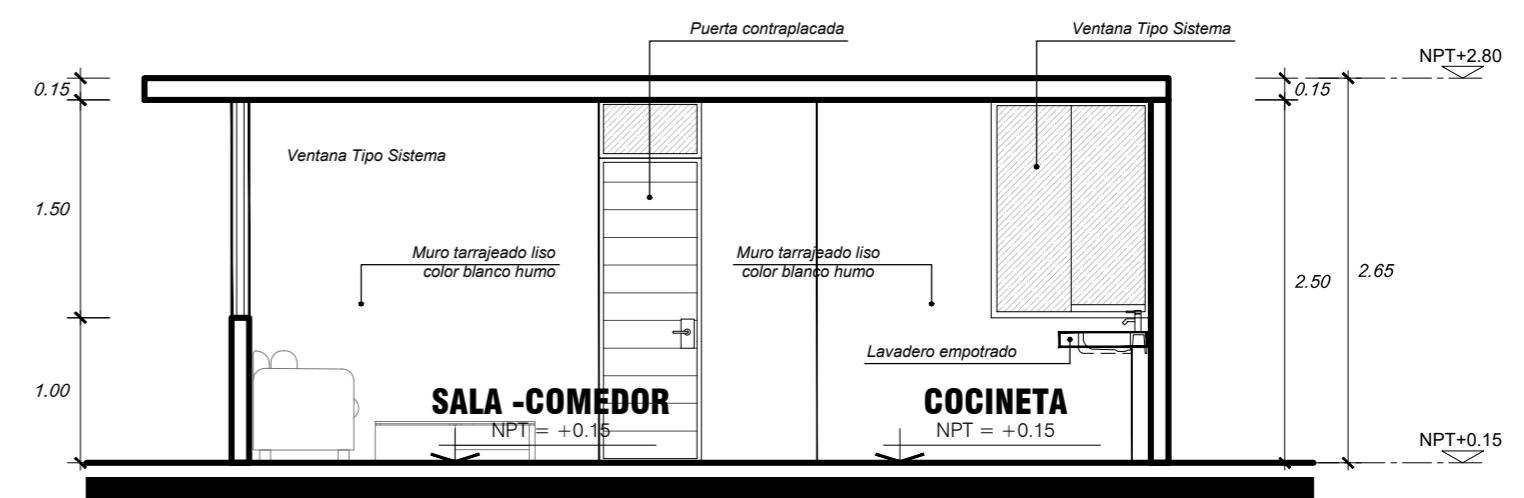 Puerta contraplacada
Ventana Tipo Sistema
NPT+2.80
0.15
0.15
Ventana Tipo Sistema
1.50
Muro tarrajeado liso
color blanco humo
Muro tarrajeado liso
color blanco humo
2.50
2.65
Lavadero empotrado
1.00
SALA -COMEDOR
NPT = +0.15
COCINETA
NPT = +0.15
NPT+0.15